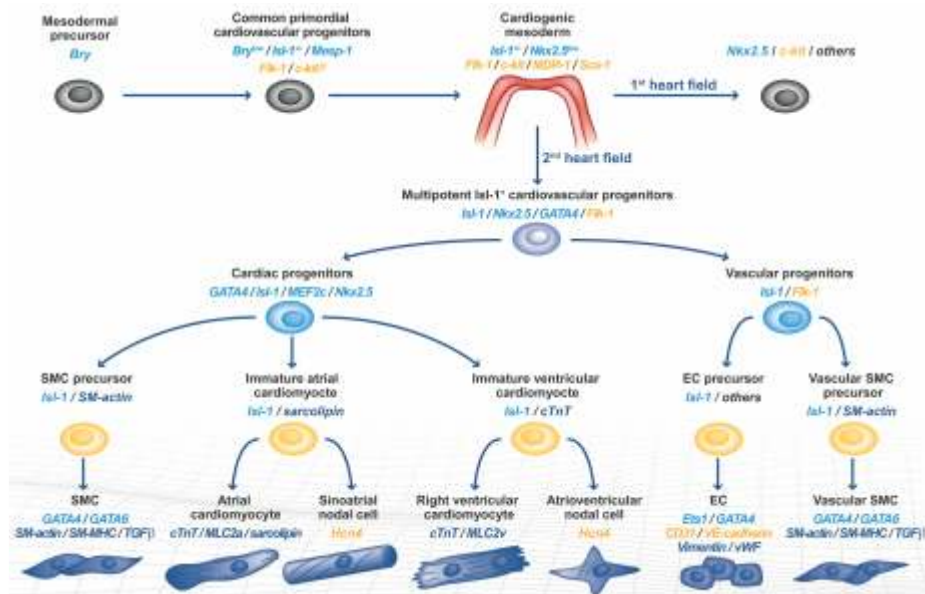 Mesodermal
precursor
Bry
Common primordial
cardiovascular progenitors
Bryˡᵒʷ / Isl-1⁺ / Mesp-1
Flk-1 / c-kit?
Cardiogenic
mesoderm
Isl-1⁺ / Nkx2.5ˡᵒʷ
Flk-1 / c-kit / MDR-1 / Sca-1
Nkx2.5 / c-kit / others
1st heart field
2nd heart field
Multipotent Isl-1⁺ cardiovascular progenitors
Isl-1 / Nkx2.5 / GATA4 / Flk-1
Cardiac progenitors
GATA4 / Isl-1 / MEF2c / Nkx2.5
Vascular progenitors
Isl-1 / Flk-1
SMC precursor
Isl-1 / SM-actin
Immature atrial
cardiomyocte
Isl-1 / sarcolipin
Immature ventricular
cardiomyocte
Isl-1 / cTnT
EC precursor
Isl-1 / others
Vascular SMC
precursor
Isl-1 / SM-actin
SMC
GATA4 / GATA6
SM-actin / SM-MHC / TGFβ
Atrial
cardiomyocyte
cTnT / MLC2a / sarcolipin
Sinoatrial
nodal cell
Hcn4
Right ventricular
cardiomyocyte
cTnT / MLC2v
Atrioventricular
nodal cell
Hcn4
EC
Ets1 / GATA4
CD31 / VE-cadherin
Vimentin / vWF
Vascular SMC
GATA4 / GATA6
SM-actin / SM-MHC / TGFβ